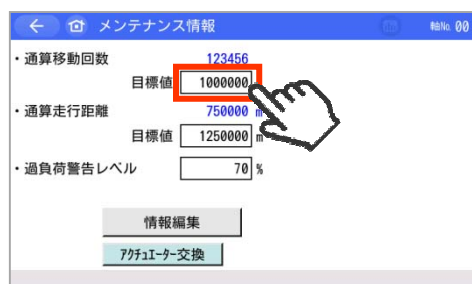 メンテナンス情報 軸No. 00
・通算移動回数 123456
目標値 1000000
・通算走行距離 750000 m
目標値 1250000 m
・過負荷警告レベル 70 %
情報編集
アクチュエーター交換